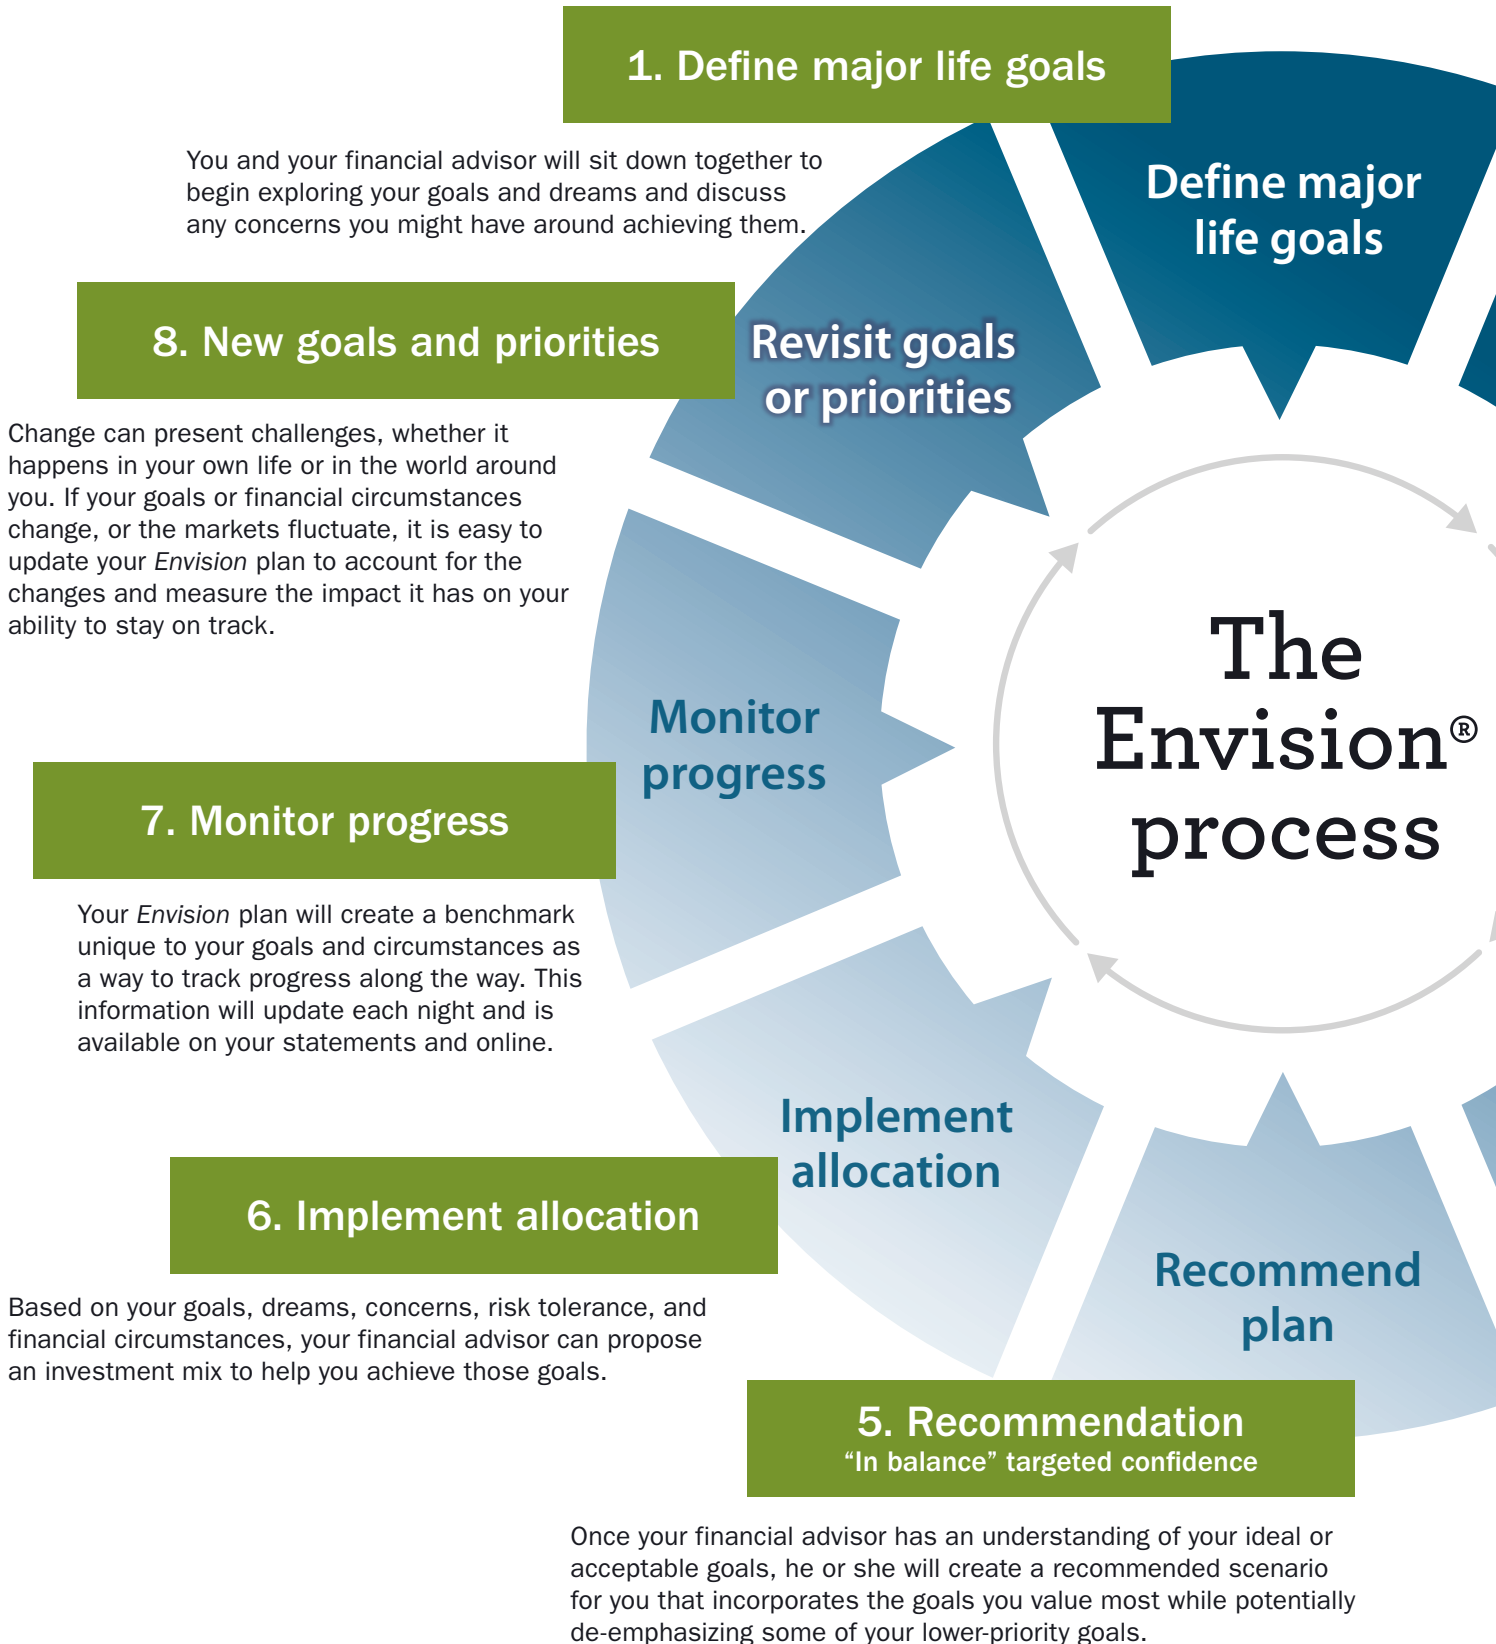 1. Define major life goals
You and your financial advisor will sit down together to
begin exploring your goals and dreams and discuss
any concerns you might have around achieving them.
Define major
life goals
8. New goals and priorities
Revisit goals
or priorities
Change can present challenges, whether it
happens in your own life or in the world around
you. If your goals or financial circumstances
change, or the markets fluctuate, it is easy to
update your Envision plan to account for the
changes and measure the impact it has on your
ability to stay on track.
The
Envision®
process
Monitor
progress
7. Monitor progress
Your Envision plan will create a benchmark
unique to your goals and circumstances as
a way to track progress along the way. This
information will update each night and is
available on your statements and online.
Implement
allocation
6. Implement allocation
Based on your goals, dreams, concerns, risk tolerance, and
financial circumstances, your financial advisor can propose
an investment mix to help you achieve those goals.
Recommend
plan
5. Recommendation
“In balance” targeted confidence
Once your financial advisor has an understanding of your ideal or
acceptable goals, he or she will create a recommended scenario
for you that incorporates the goals you value most while potentially
de-emphasizing some of your lower-priority goals.